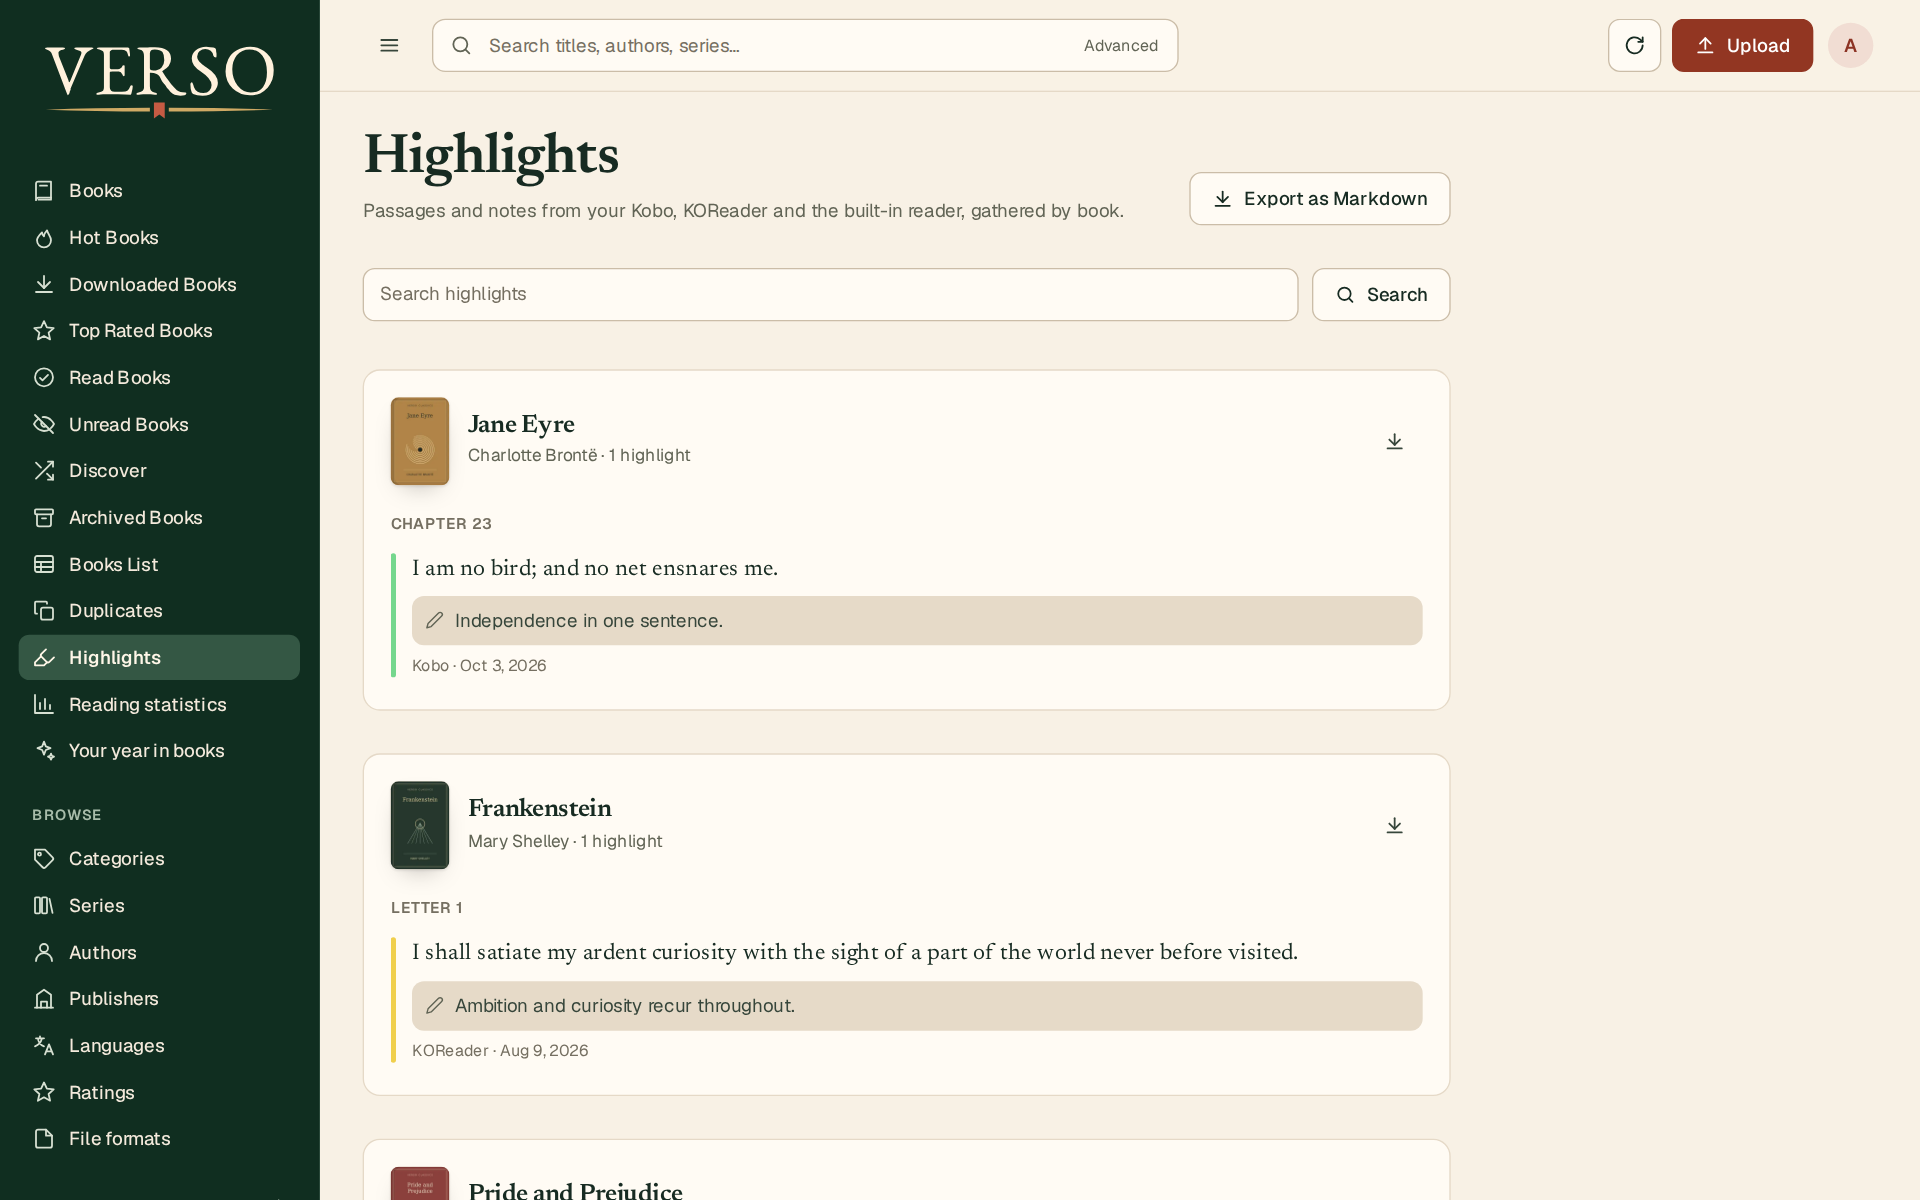 VERSO
Books
Hot Books
Downloaded Books
Top Rated Books
Read Books
Unread Books
Discover
Archived Books
Books List
Duplicates
Highlights
Reading statistics
Your year in books
BROWSE
Categories
Series
Authors
Publishers
Languages
Ratings
File formats
Search titles, authors, series...
Advanced
Upload
A
Highlights
Passages and notes from your Kobo, KOReader and the built-in reader, gathered by book.
Export as Markdown
Search highlights
Search
Jane Eyre
Jane Eyre
Charlotte Brontë · 1 highlight
CHAPTER 23
I am no bird; and no net ensnares me.
Independence in one sentence.
Kobo · Oct 3, 2026
Frankenstein
Frankenstein
Mary Shelley · 1 highlight
LETTER 1
I shall satiate my ardent curiosity with the sight of a part of the world never before visited.
Ambition and curiosity recur throughout.
KOReader · Aug 9, 2026
Pride and
Prejudice
Pride and Prejudice